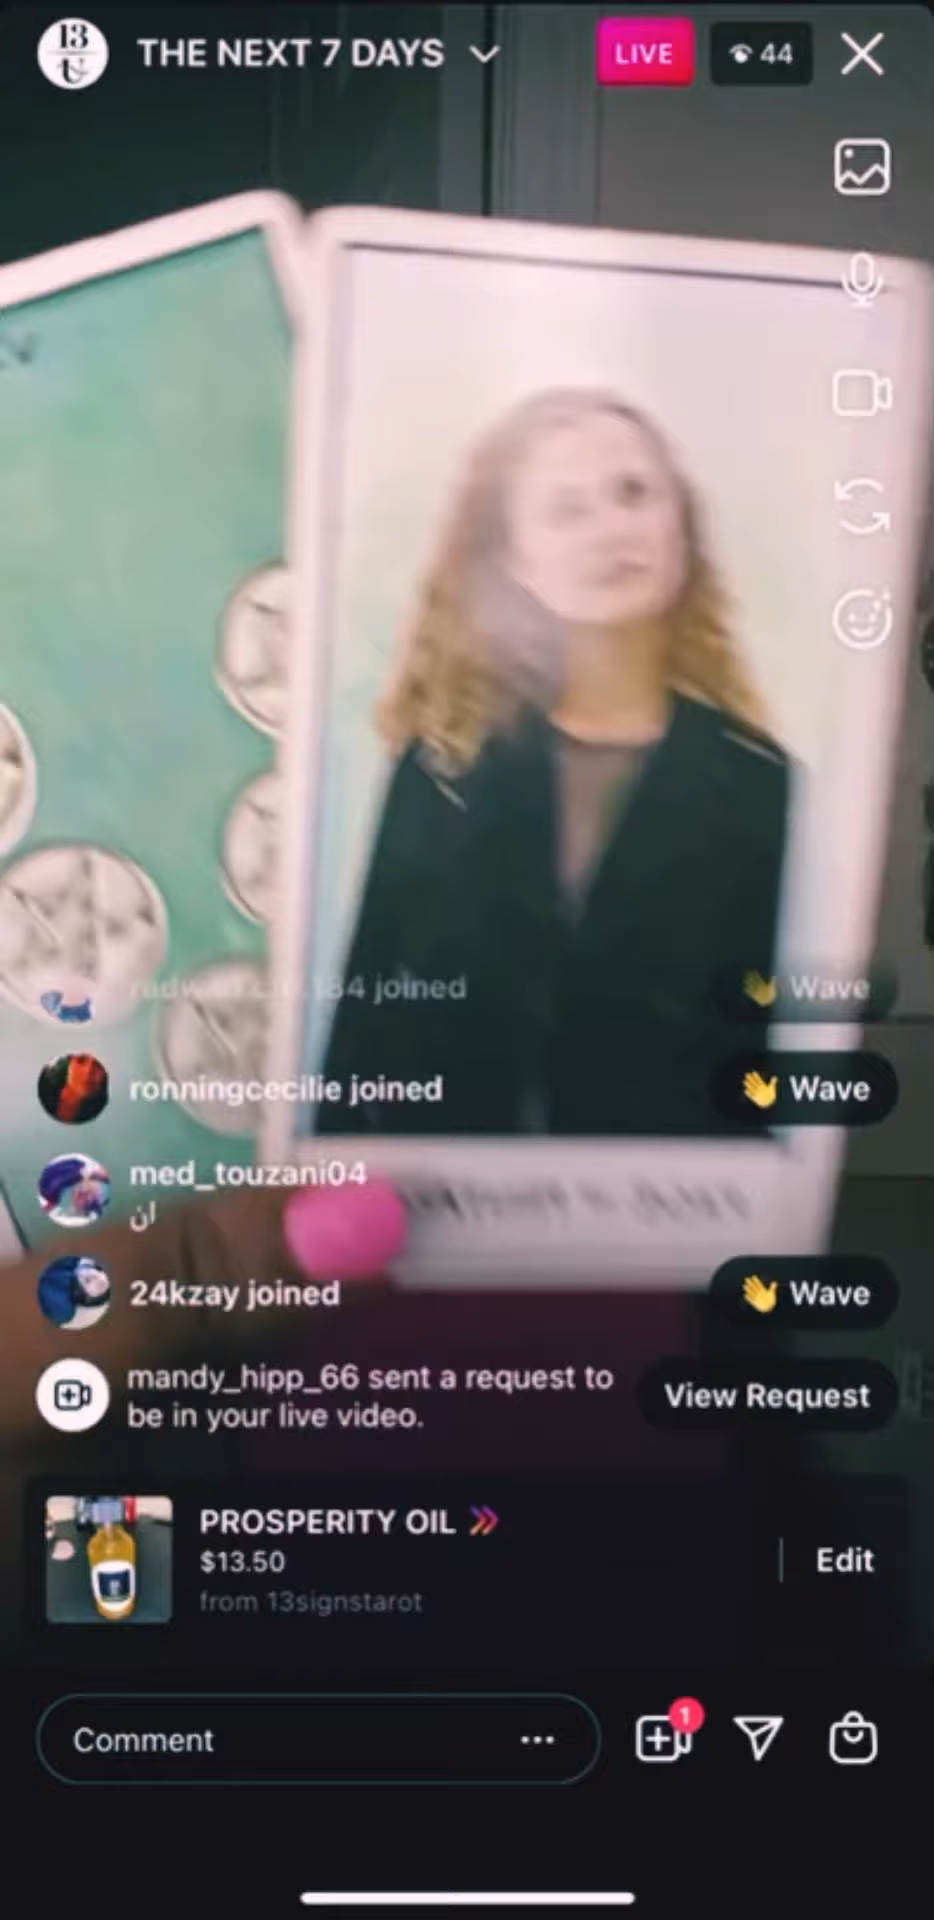 13
THE NEXT 7 DAYS
LIVE
44
184 joined
Wave
ronningcecilie joined
Wave
med_touzani04
ان
24kzay joined
Wave
mandy_hipp_66 sent a request to
be in your live video.
View Request
PROSPERITY OIL
$13.50
from 13signstarot
Edit
Comment
1